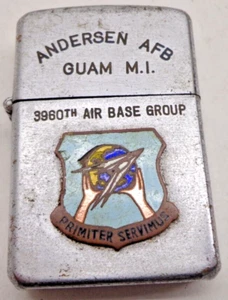 ANDERSEN AFB
GUAM M.I.
3960TH AIR BASE GROUP
PRIMITER SERVIMUS